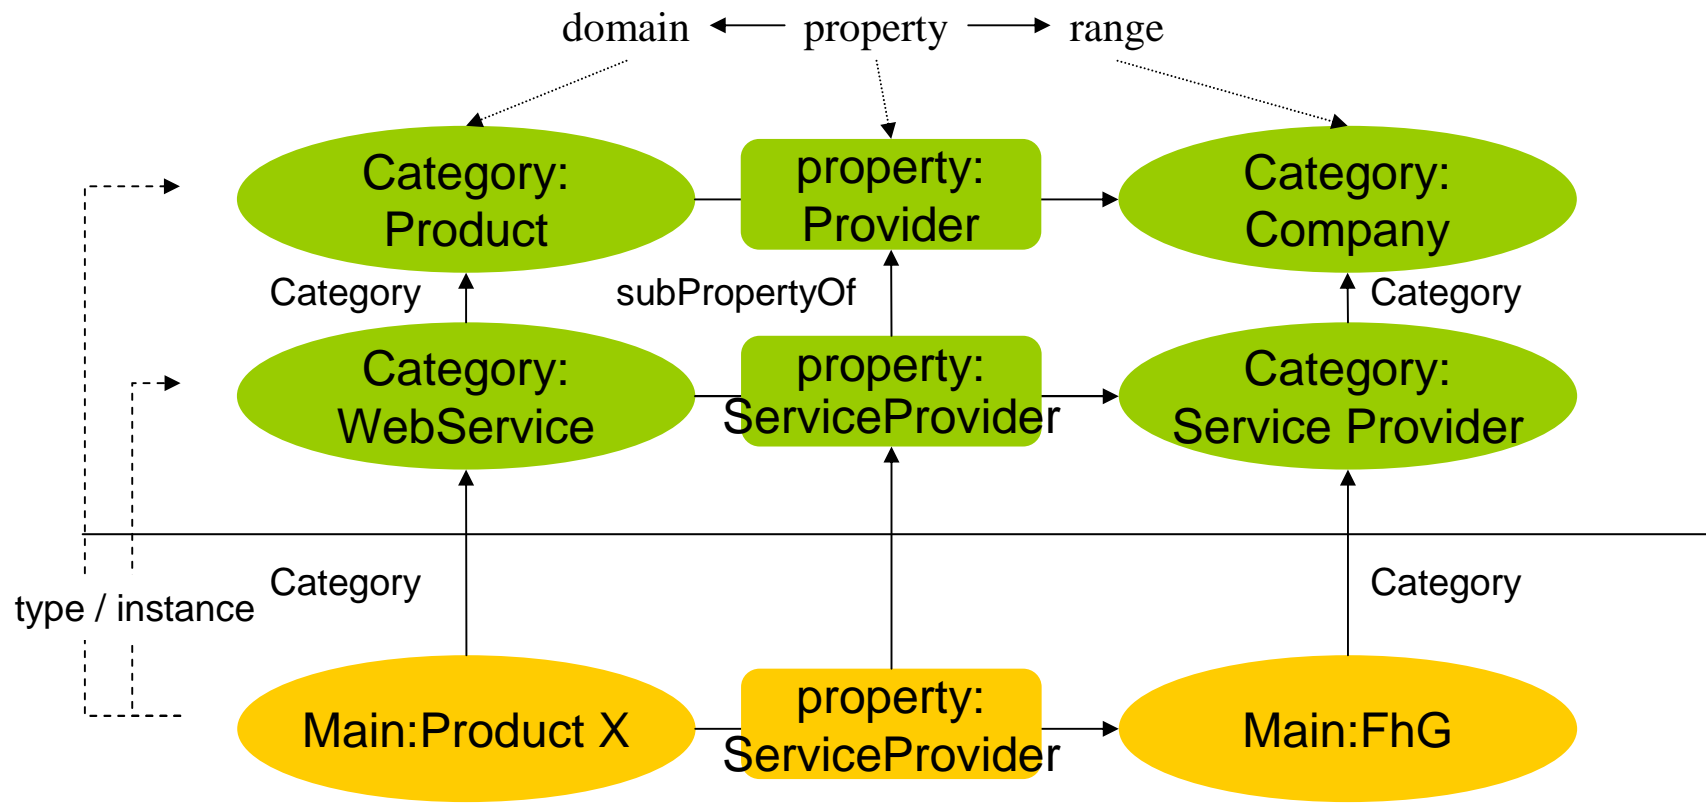 domain property range
Category:
Product
property:
Provider
Category:
Company
Category
subPropertyOf
Category
Category:
WebService
property:
ServiceProvider
Category:
Service Provider
Category
Category
type / instance
Main:Product X
property:
ServiceProvider
Main:FhG